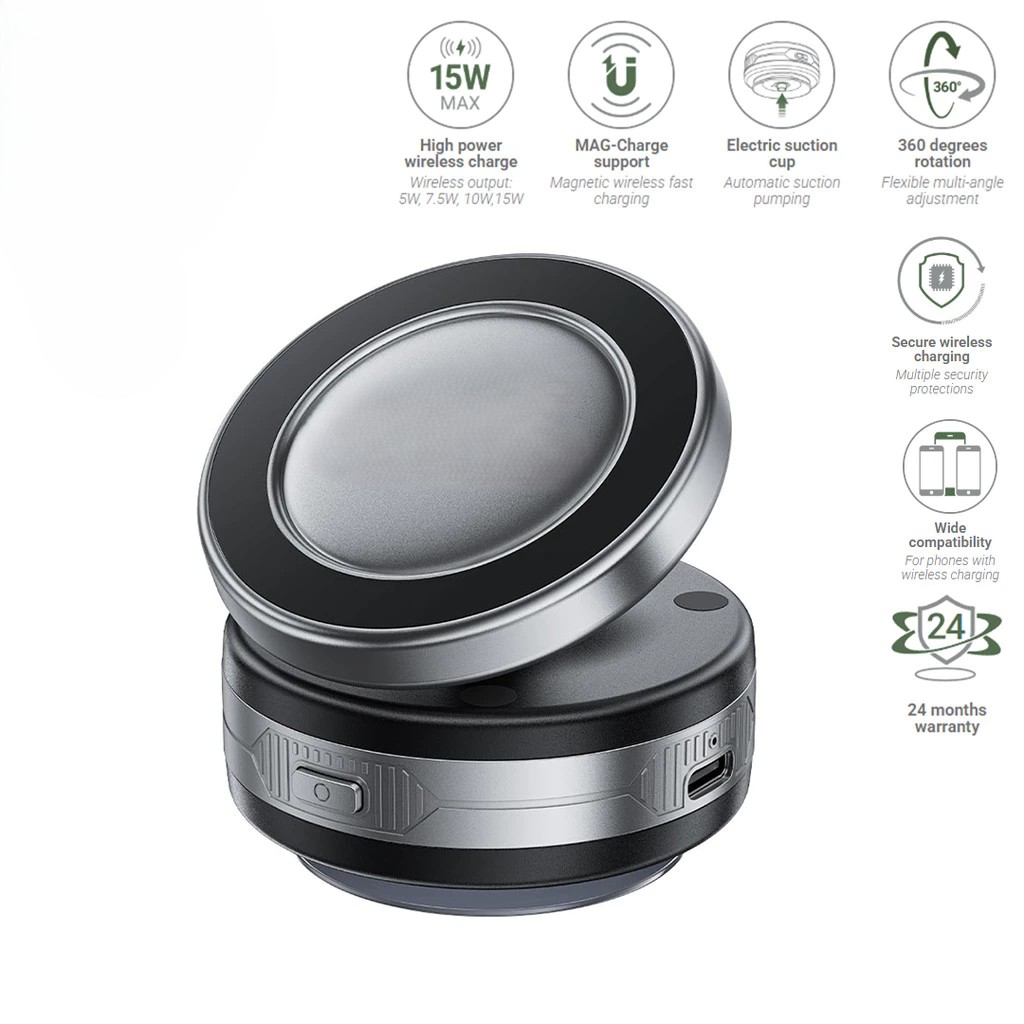 15W
MAX
High power
wireless charge
Wireless output:
5W, 7.5W, 10W,15W
MAG-Charge
support
Magnetic wireless fast
charging
Electric suction
cup
Automatic suction
pumping
360°
360 degrees
rotation
Flexible multi-angle
adjustment
Secure wireless
charging
Multiple security
protections
Wide
compatibility
For phones with
wireless charging
24
24 months
warranty